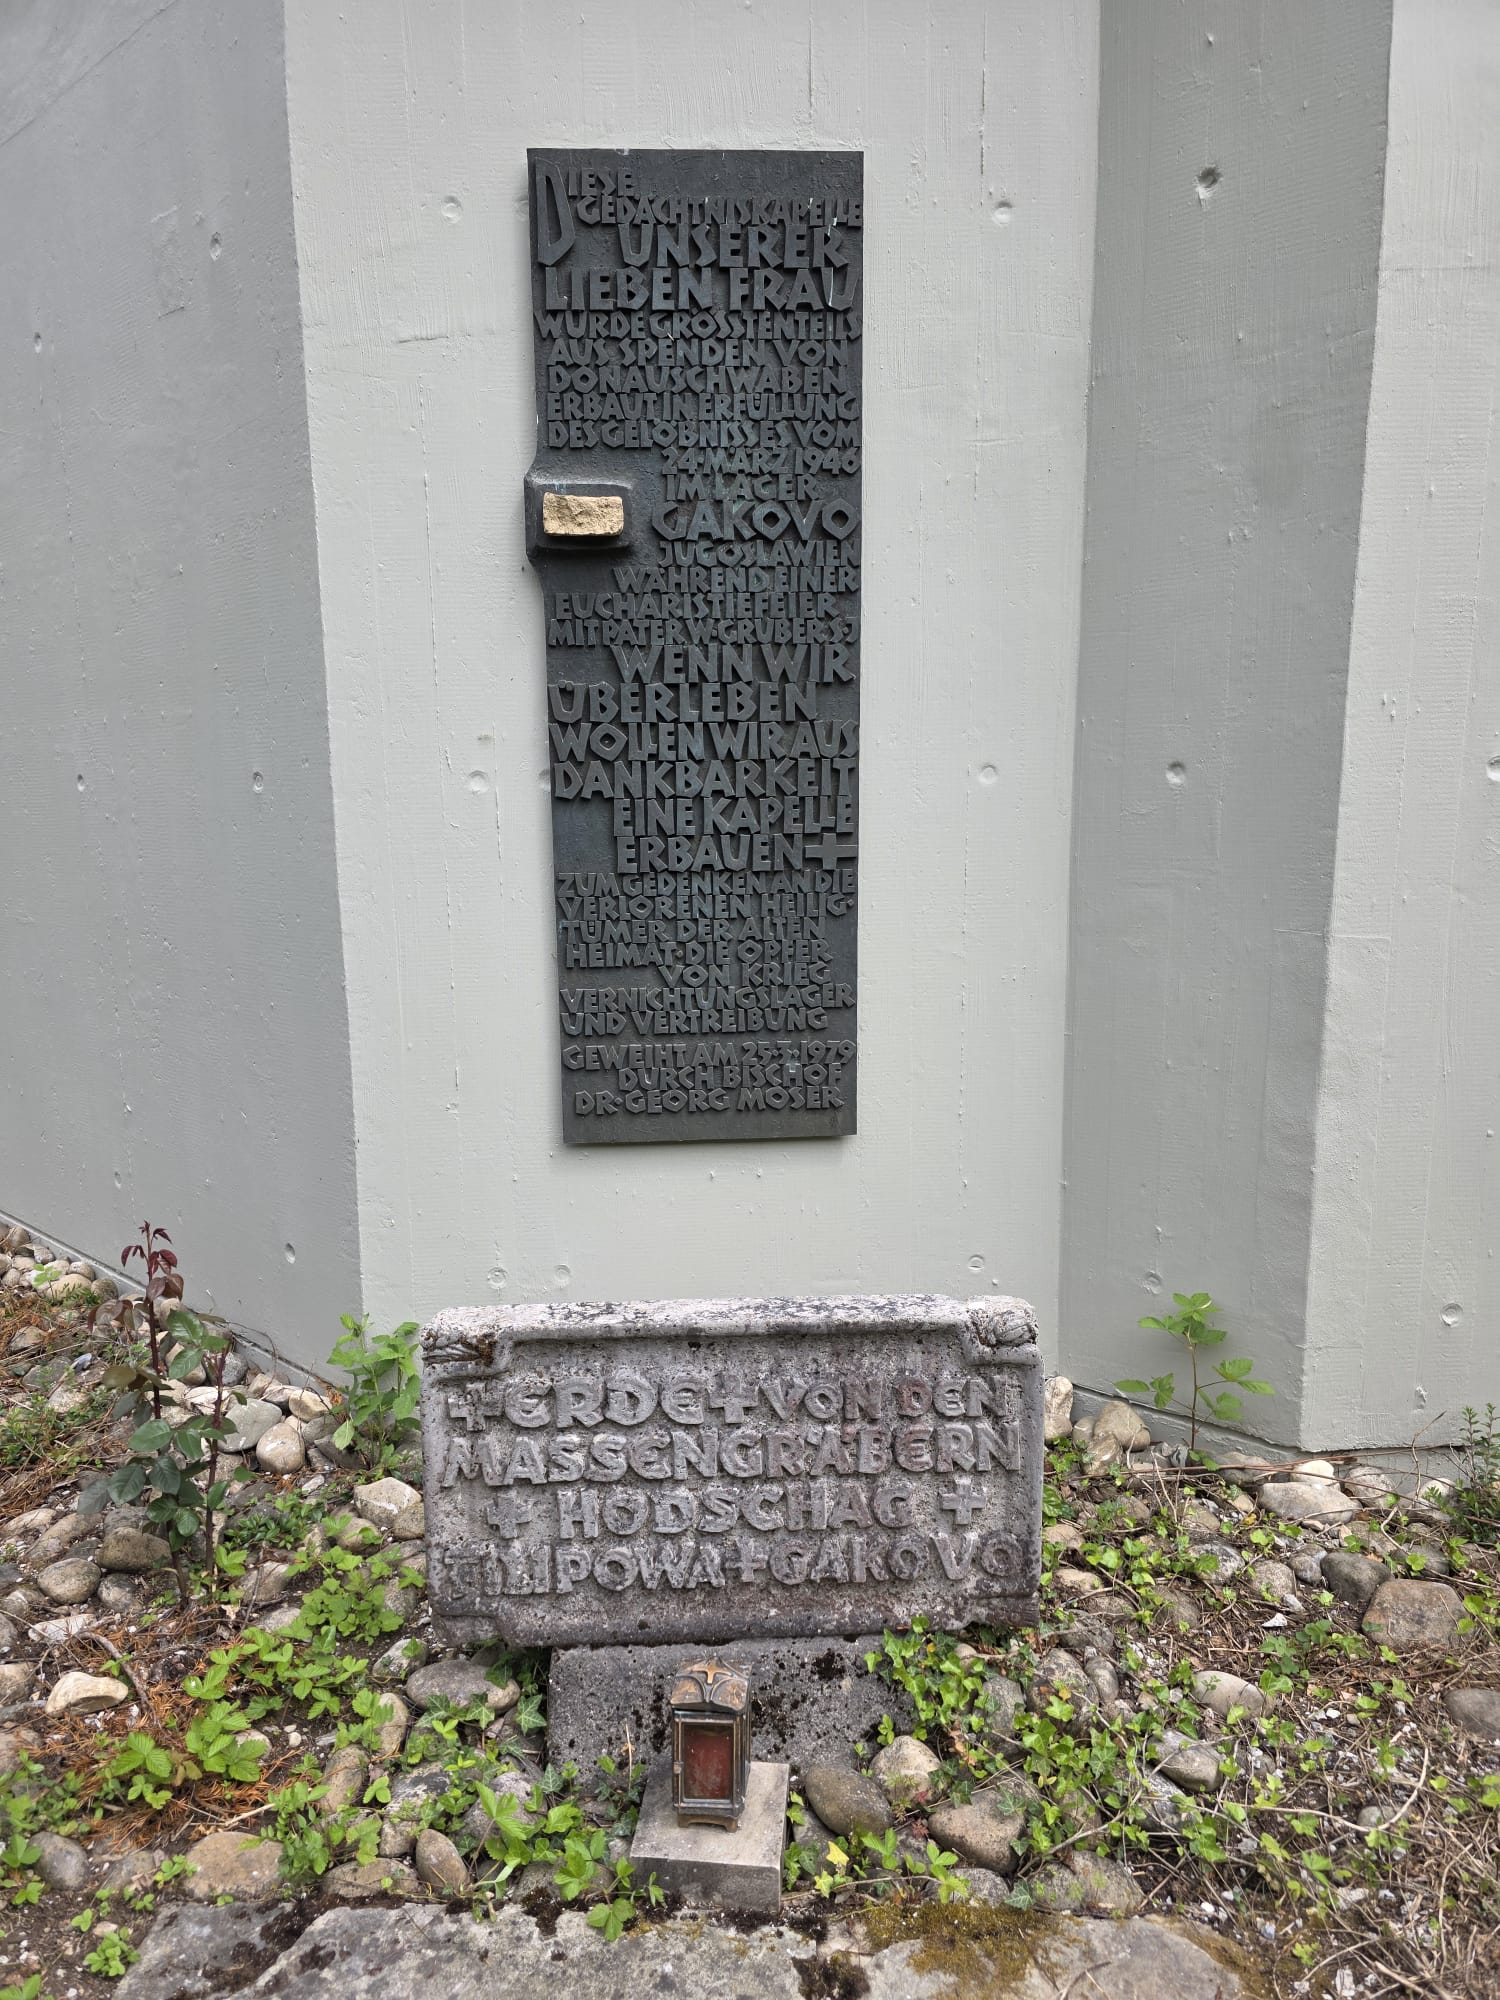 DIESE
GEDÄCHTNISKAPELLE
UNSERER
LIEBEN FRAU
WURDE GRÖSSTENTEILS
AUS SPENDEN VON
DONAUSCHWABEN
ERBAUT IN ERFÜLLUNG
DES GELÖBNISSES VOM
24·MÄRZ 1946
IM LAGER
GAKOVO
JUGOSLAWIEN
WÄHREND EINER
EUCHARISTIEFEIER
MIT PATER W·GRUBER S·J
WENN WIR
ÜBERLEBEN
WOLLEN WIR AUS
DANKBARKEIT
EINE KAPELLE
ERBAUEN +
ZUM GEDENKEN AN DIE
VERLORENEN HEILIG·
TÜMER DER ALTEN
HEIMAT·DIE OPFER
VON KRIEG
VERNICHTUNGSLAGER
UND VERTREIBUNG
GEWEIHT AM 25·3·1979
DURCH BISCHOF
DR·GEORG MOSER
+ ERDE + VON DEN
MASSENGRÄBERN
+ HODSCHAG +
FILIPOWA + GAKOVO